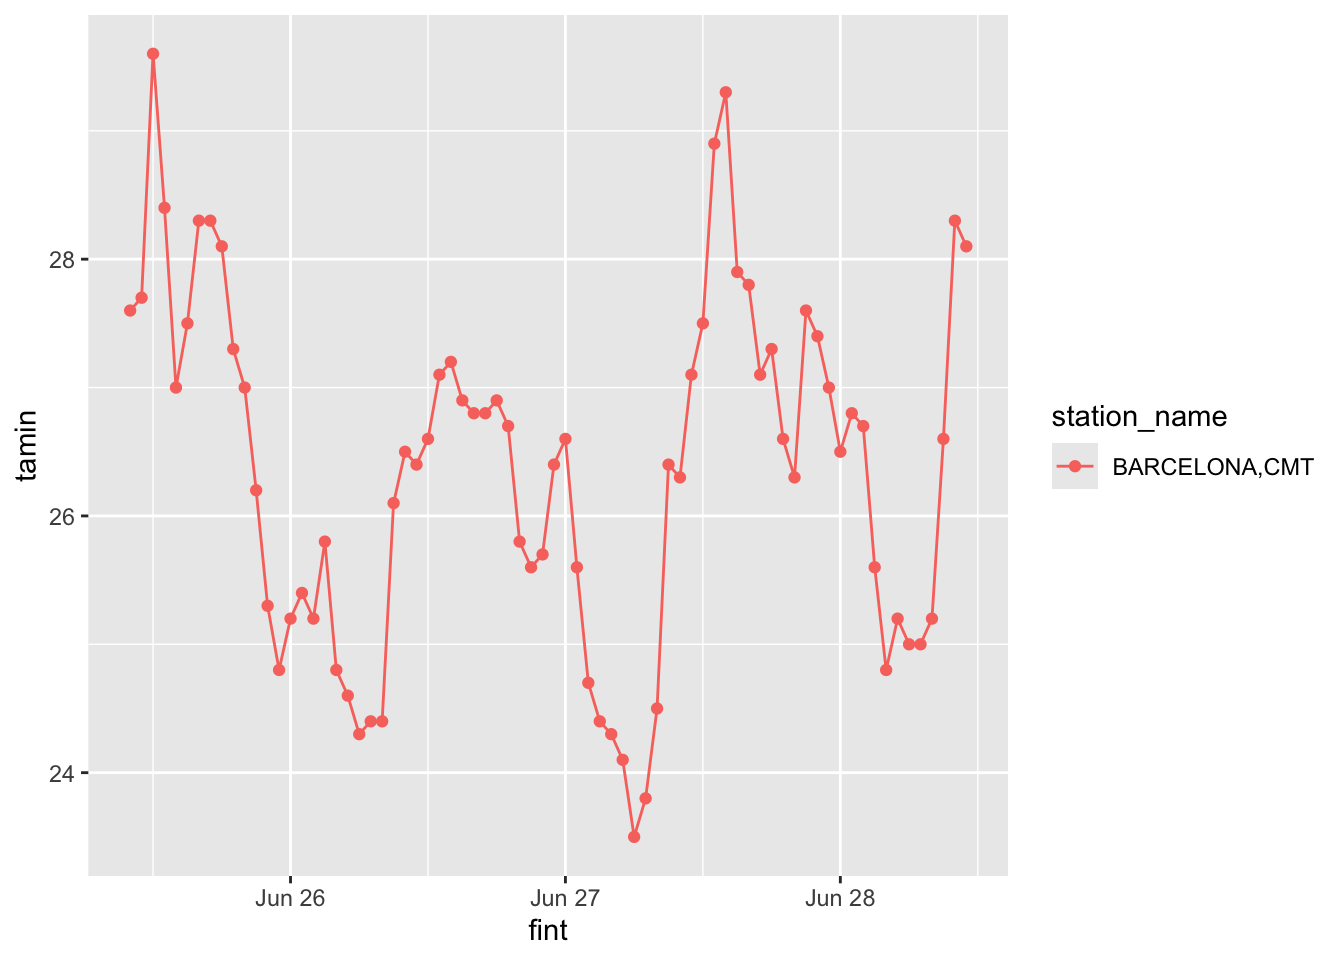 28
26
24
tamin
Jun 26
Jun 27
Jun 28
fint
station_name
BARCELONA,CMT